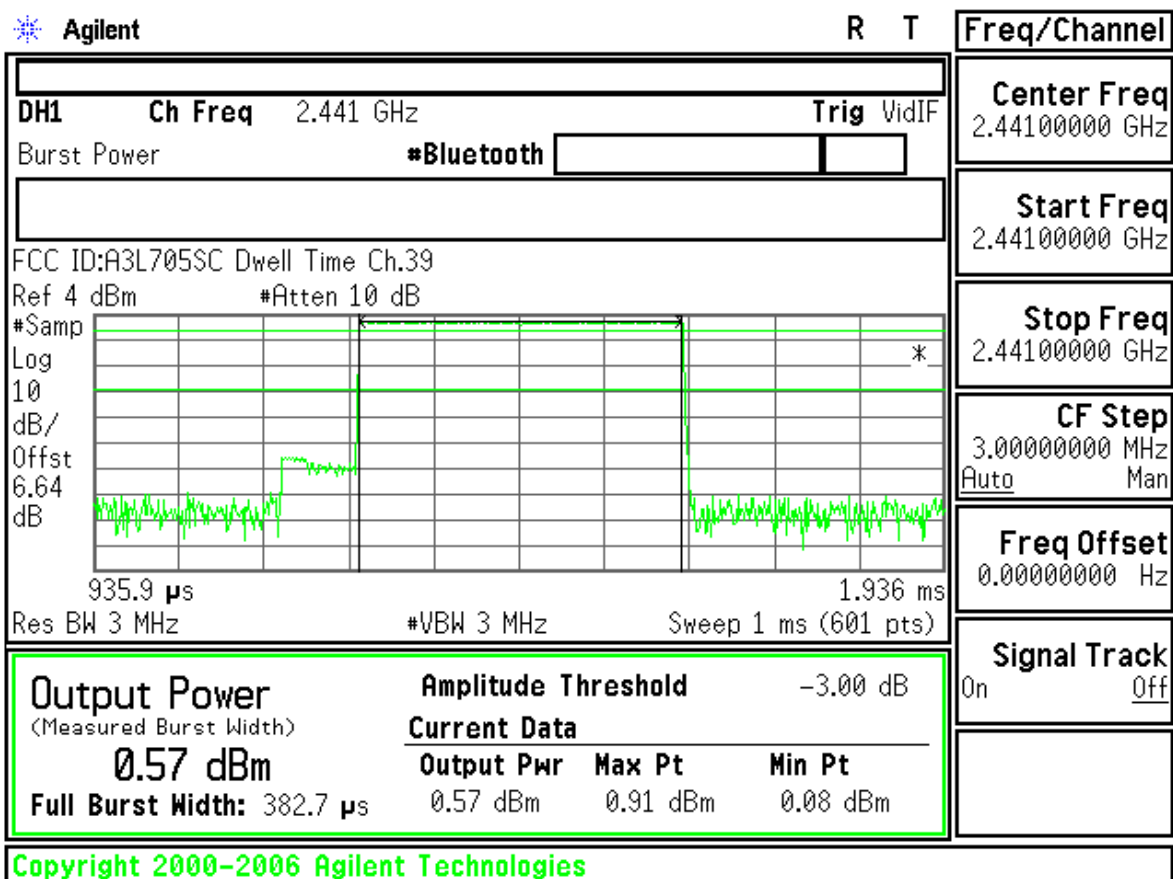 Agilent R T
DH1 Ch Freq 2.441 GHz Trig VidIF
Burst Power #Bluetooth
FCC ID:A3L705SC Dwell Time Ch.39
Ref 4 dBm #Atten 10 dB
#Samp
Log
10
dB/
Offst
6.64
dB
*
935.9 µs 1.936 ms
Res BW 3 MHz #VBW 3 MHz Sweep 1 ms (601 pts)
Output Power
(Measured Burst Width)
0.57 dBm
Full Burst Width: 382.7 µs
Amplitude Threshold -3.00 dB
Current Data
Output Pwr Max Pt Min Pt
0.57 dBm 0.91 dBm 0.08 dBm
Freq/Channel
Center Freq
2.44100000 GHz
Start Freq
2.44100000 GHz
Stop Freq
2.44100000 GHz
CF Step
3.00000000 MHz
Auto Man
Freq Offset
0.00000000 Hz
Signal Track
On Off
Copyright 2000-2006 Agilent Technologies